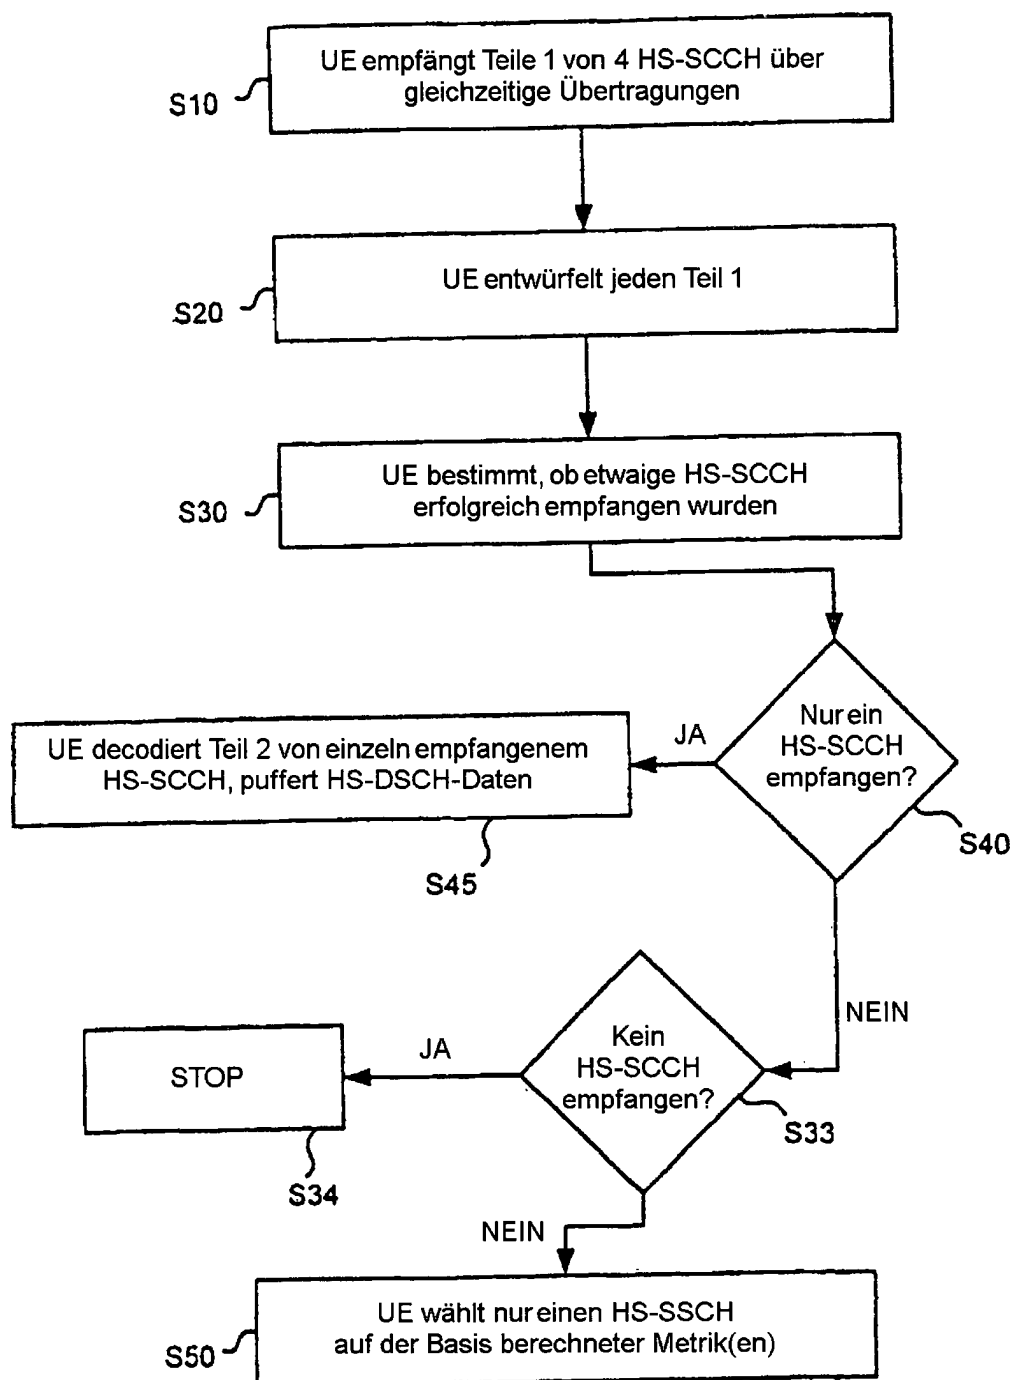 UE empfängt Teile 1 von 4 HS-SCCH über
gleichzeitige Übertragungen
S10
UE entwürfelt jeden Teil 1
S20
UE bestimmt, ob etwaige HS-SCCH
erfolgreich empfangen wurden
S30
Nur ein
HS-SCCH
empfangen?
S40
JA
UE decodiert Teil 2 von einzeln empfangenem
HS-SCCH, puffert HS-DSCH-Daten
S45
NEIN
Kein
HS-SCCH
empfangen?
S33
JA
STOP
S34
NEIN
UE wählt nur einen HS-SSCH
auf der Basis berechneter Metrik(en)
S50